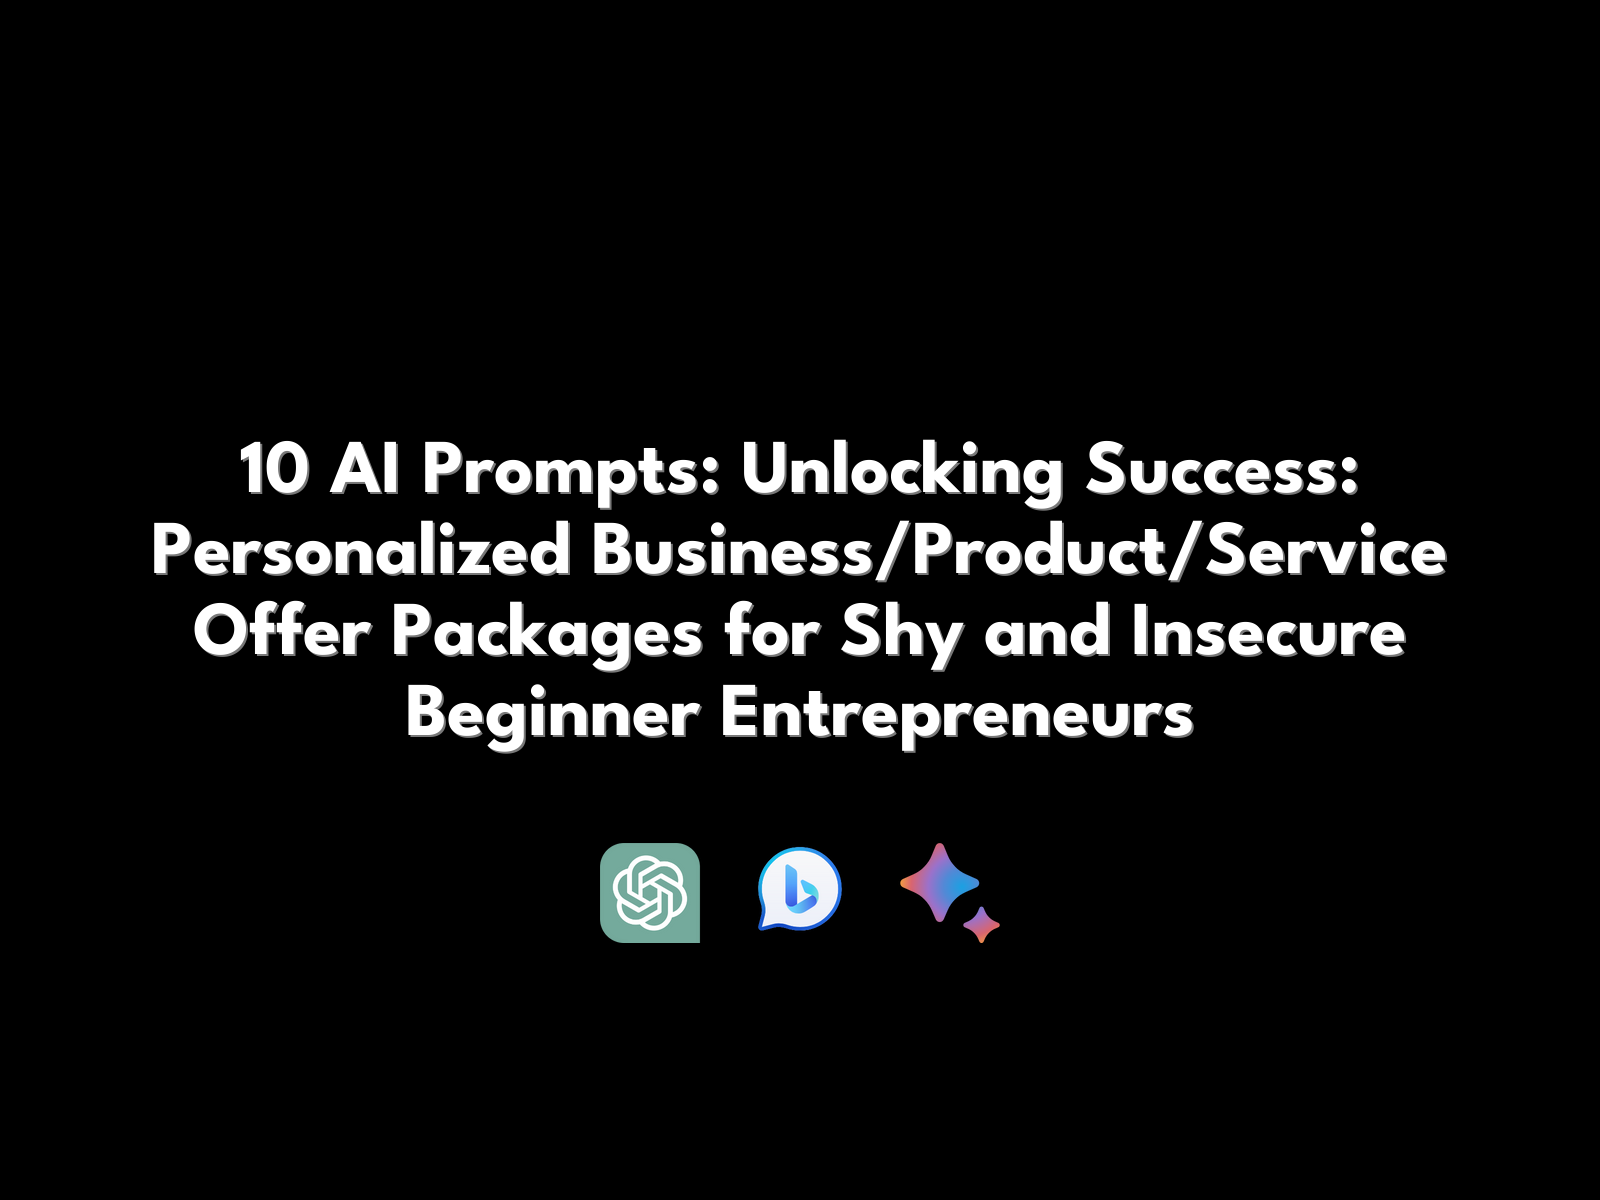 10 AI Prompts: Unlocking Success:
Personalized Business/Product/Service
Offer Packages for Shy and Insecure
Beginner Entrepreneurs